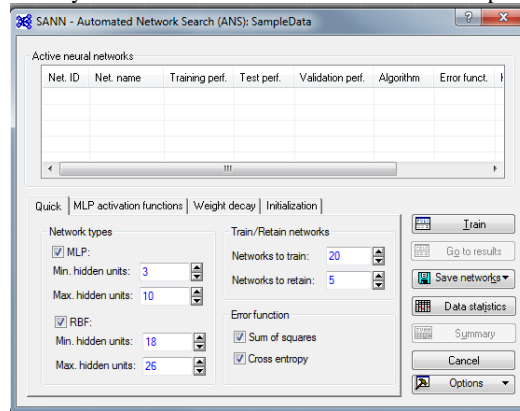 SANN - Automated Network Search (ANS): SampleData
Active neural networks
Net. ID Net. name Training perf. Test perf. Validation perf. Algorithm Error funct.
Quick MLP activation functions Weight decay Initialization
Network types
MLP:
Min. hidden units: 3
Max. hidden units: 10
RBF:
Min. hidden units: 18
Max. hidden units: 26
Train/Retain networks
Networks to train: 20
Networks to retain: 5
Error function
Sum of squares
Cross entropy
Train
Go to results
Save networks
Data statistics
Summary
Cancel
Options